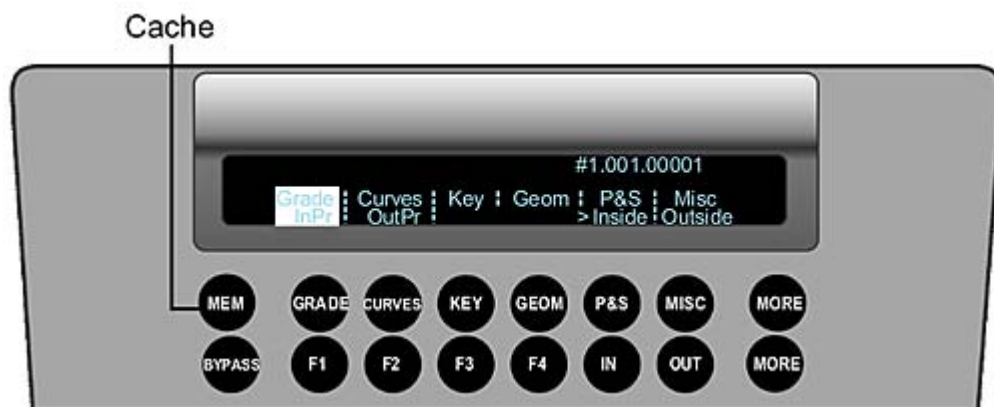 Cache
#1.001.00001
Grade Curves Key Geom P&S Misc
InPr OutPr >Inside Outside
MEM GRADE CURVES KEY GEOM P&S MISC MORE
BYPASS F1 F2 F3 F4 IN OUT MORE